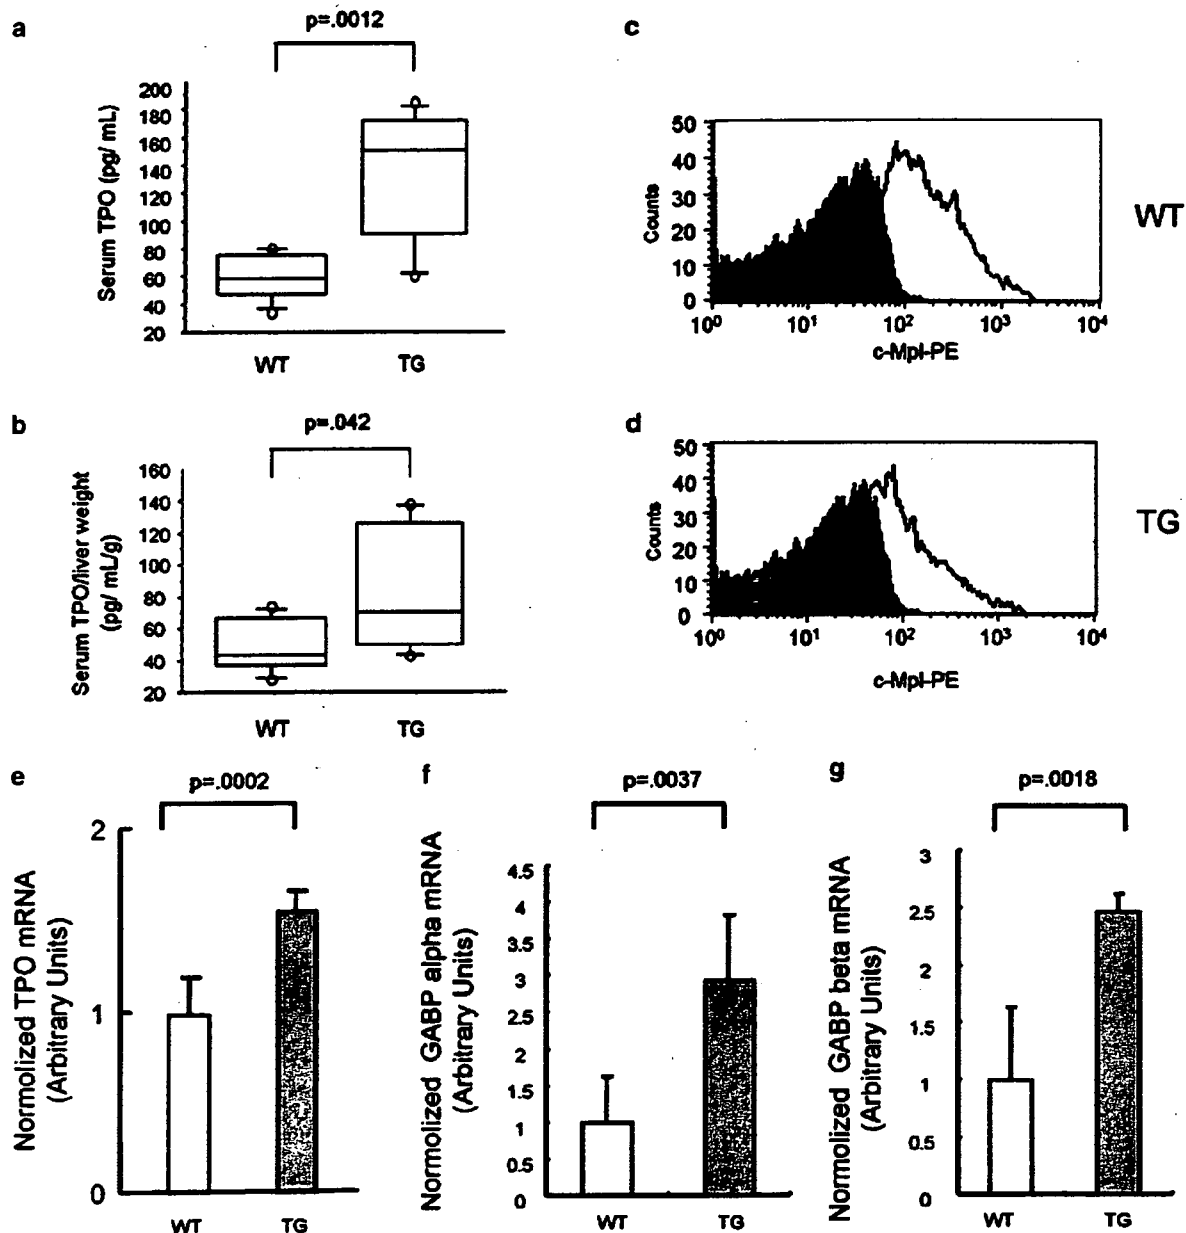 a
p=.0012
Serum TPO (pg/ mL)
200
180
160
140
120
100
80
60
40
20
WT
TG
c
50
40
30
20
10
0
Counts
10⁰
10¹
10²
10³
10⁴
c-Mpl-PE
WT
b
p=.042
Serum TPO/liver weight
(pg/ mL/g)
160
140
120
100
80
60
40
20
WT
TG
d
50
40
30
20
10
0
Counts
10⁰
10¹
10²
10³
10⁴
c-Mpl-PE
TG
e
p=.0002
Normolized TPO mRNA
(Arbitrary Units)
2
1
0
WT
TG
f
p=.0037
Normolized GABP alpha mRNA
(Arbitrary Units)
4.5
4
3.5
3
2.5
2
1.5
1
0.5
0
WT
TG
g
p=.0018
Normolized GABP beta mRNA
(Arbitrary Units)
3
2.5
2
1.5
1
0.5
0
WT
TG